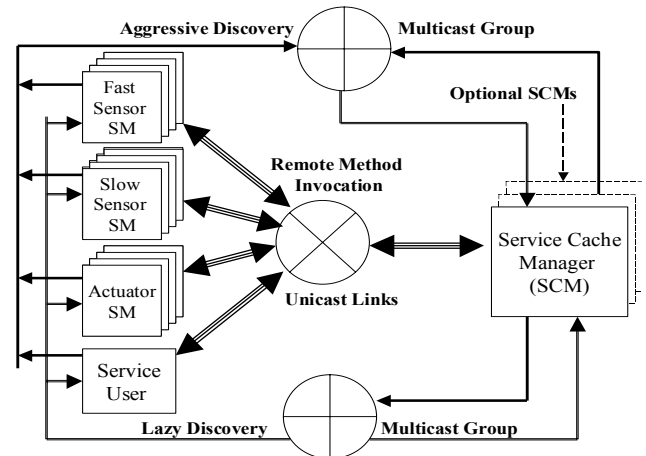 Aggressive Discovery
Multicast Group
Fast
Sensor
SM
Optional SCMs
Remote Method
Invocation
Slow
Sensor
SM
Service Cache
Manager
(SCM)
Actuator
SM
Unicast Links
Service
User
Lazy Discovery
Multicast Group